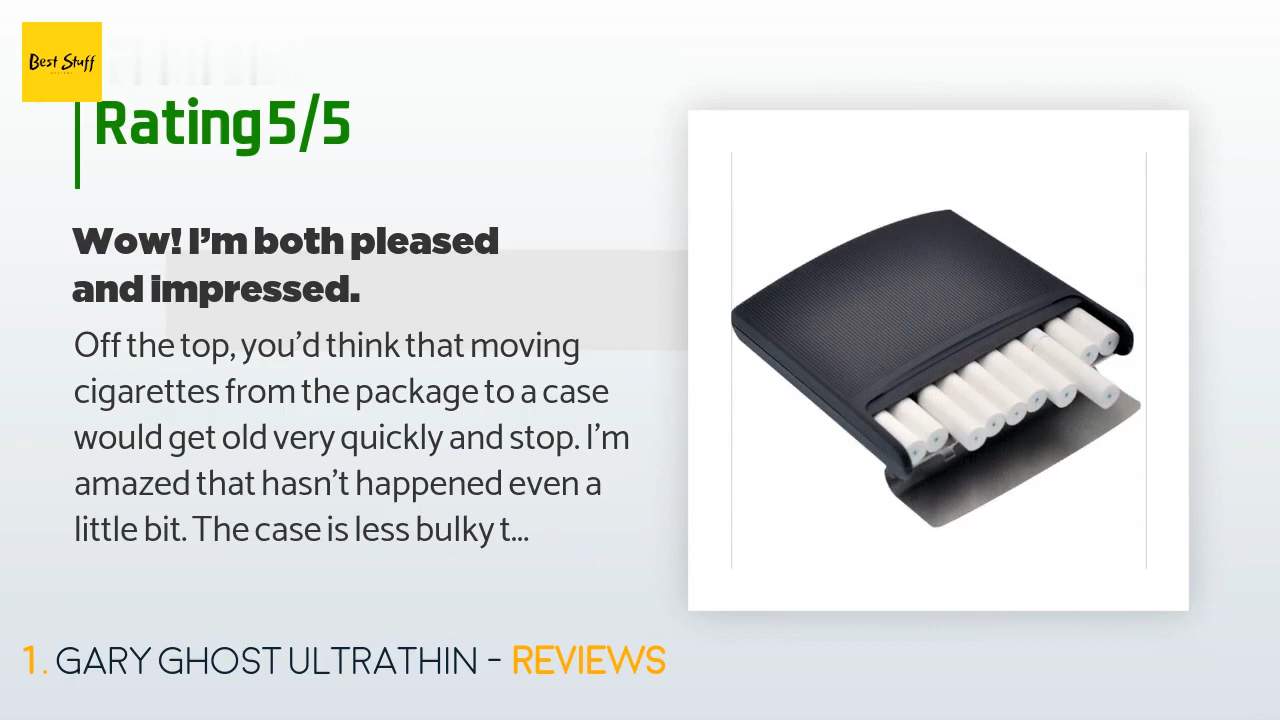 Best Stuff
Rating 5/5
Wow! I'm both pleased
and impressed.
Off the top, you'd think that moving
cigarettes from the package to a case
would get old very quickly and stop. I'm
amazed that hasn't happened even a
little bit. The case is less bulky t...
1. GARY GHOST ULTRATHIN - REVIEWS